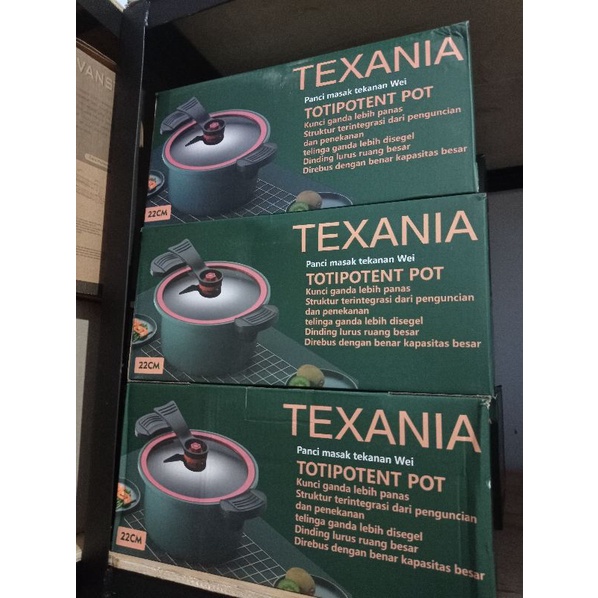 VANS
TEXANIA
Panci masak tekanan Wei
TOTIPOTENT POT
Kunci ganda lebih panas
Struktur terintegrasi dari penguncian
dan penekanan
telinga ganda lebih disegel
Dinding lurus ruang besar
Direbus dengan benar kapasitas besar
22CM
TEXANIA
Panci masak tekanan Wei
TOTIPOTENT POT
Kunci ganda lebih panas
Struktur terintegrasi dari penguncian
dan penekanan
telinga ganda lebih disegel
Dinding lurus ruang besar
Direbus dengan benar kapasitas besar
22CM
TEXANIA
Panci masak tekanan Wei
TOTIPOTENT POT
Kunci ganda lebih panas
Struktur terintegrasi dari penguncian
dan penekanan
telinga ganda lebih disegel
Dinding lurus ruang besar
Direbus dengan benar kapasitas besar
22CM